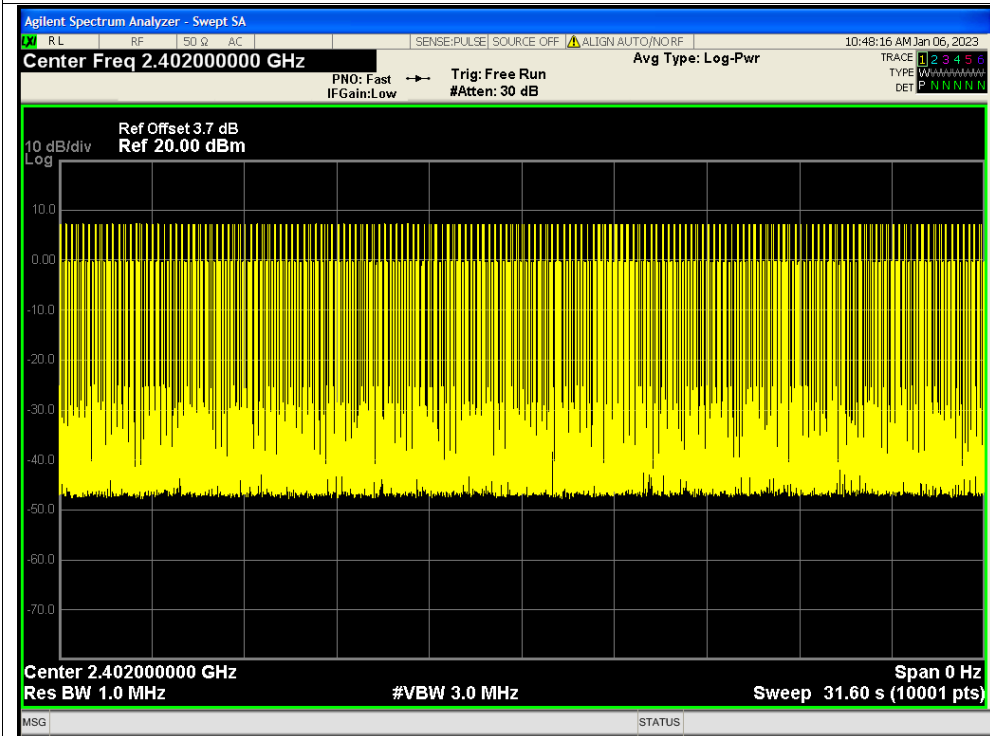 Agilent Spectrum Analyzer - Swept SA
LXI RL RF 50 Ω AC SENSE:PULSE SOURCE OFF ALIGN AUTO/NO RF 10:48:16 AM Jan 06, 2023
Center Freq 2.402000000 GHz Avg Type: Log-Pwr TRACE 1 2 3 4 5 6
PNO: Fast Trig: Free Run TYPE WWWWWW
IFGain:Low #Atten: 30 dB DET P N N N N N
Ref Offset 3.7 dB
10 dB/div Ref 20.00 dBm
Log
10.0
0.00
-10.0
-20.0
-30.0
-40.0
-50.0
-60.0
-70.0
Center 2.402000000 GHz Span 0 Hz
Res BW 1.0 MHz #VBW 3.0 MHz Sweep 31.60 s (10001 pts)
MSG STATUS